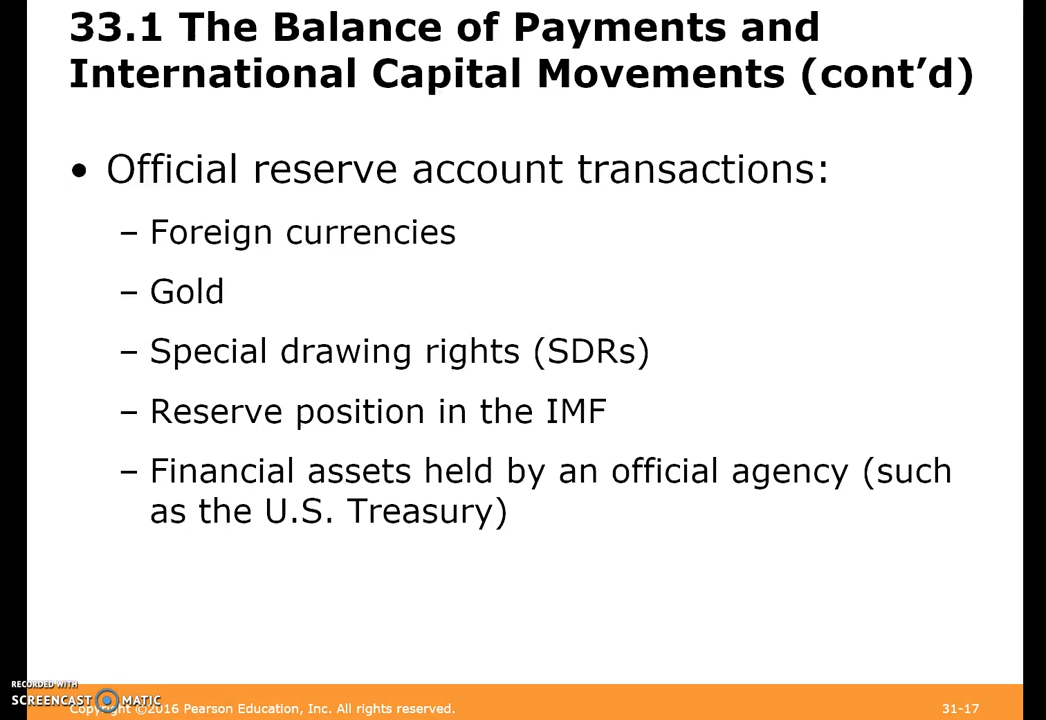 33.1 The Balance of Payments and
International Capital Movements (cont’d)
• Official reserve account transactions:
– Foreign currencies
– Gold
– Special drawing rights (SDRs)
– Reserve position in the IMF
– Financial assets held by an official agency (such
as the U.S. Treasury)
RECORDED WITH
SCREENCAST MATIC
Copyright ©2016 Pearson Education, Inc. All rights reserved.
31-17